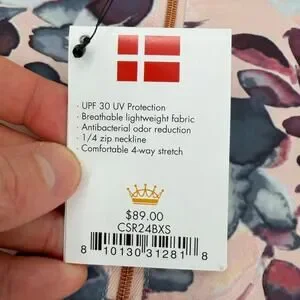 · UPF 30 UV Protection
· Breathable lightweight fabric
· Antibacterial odor reduction
· 1/4 zip neckline
· Comfortable 4-way stretch
$89.00
CSR24BXS
8 10130 31281 8